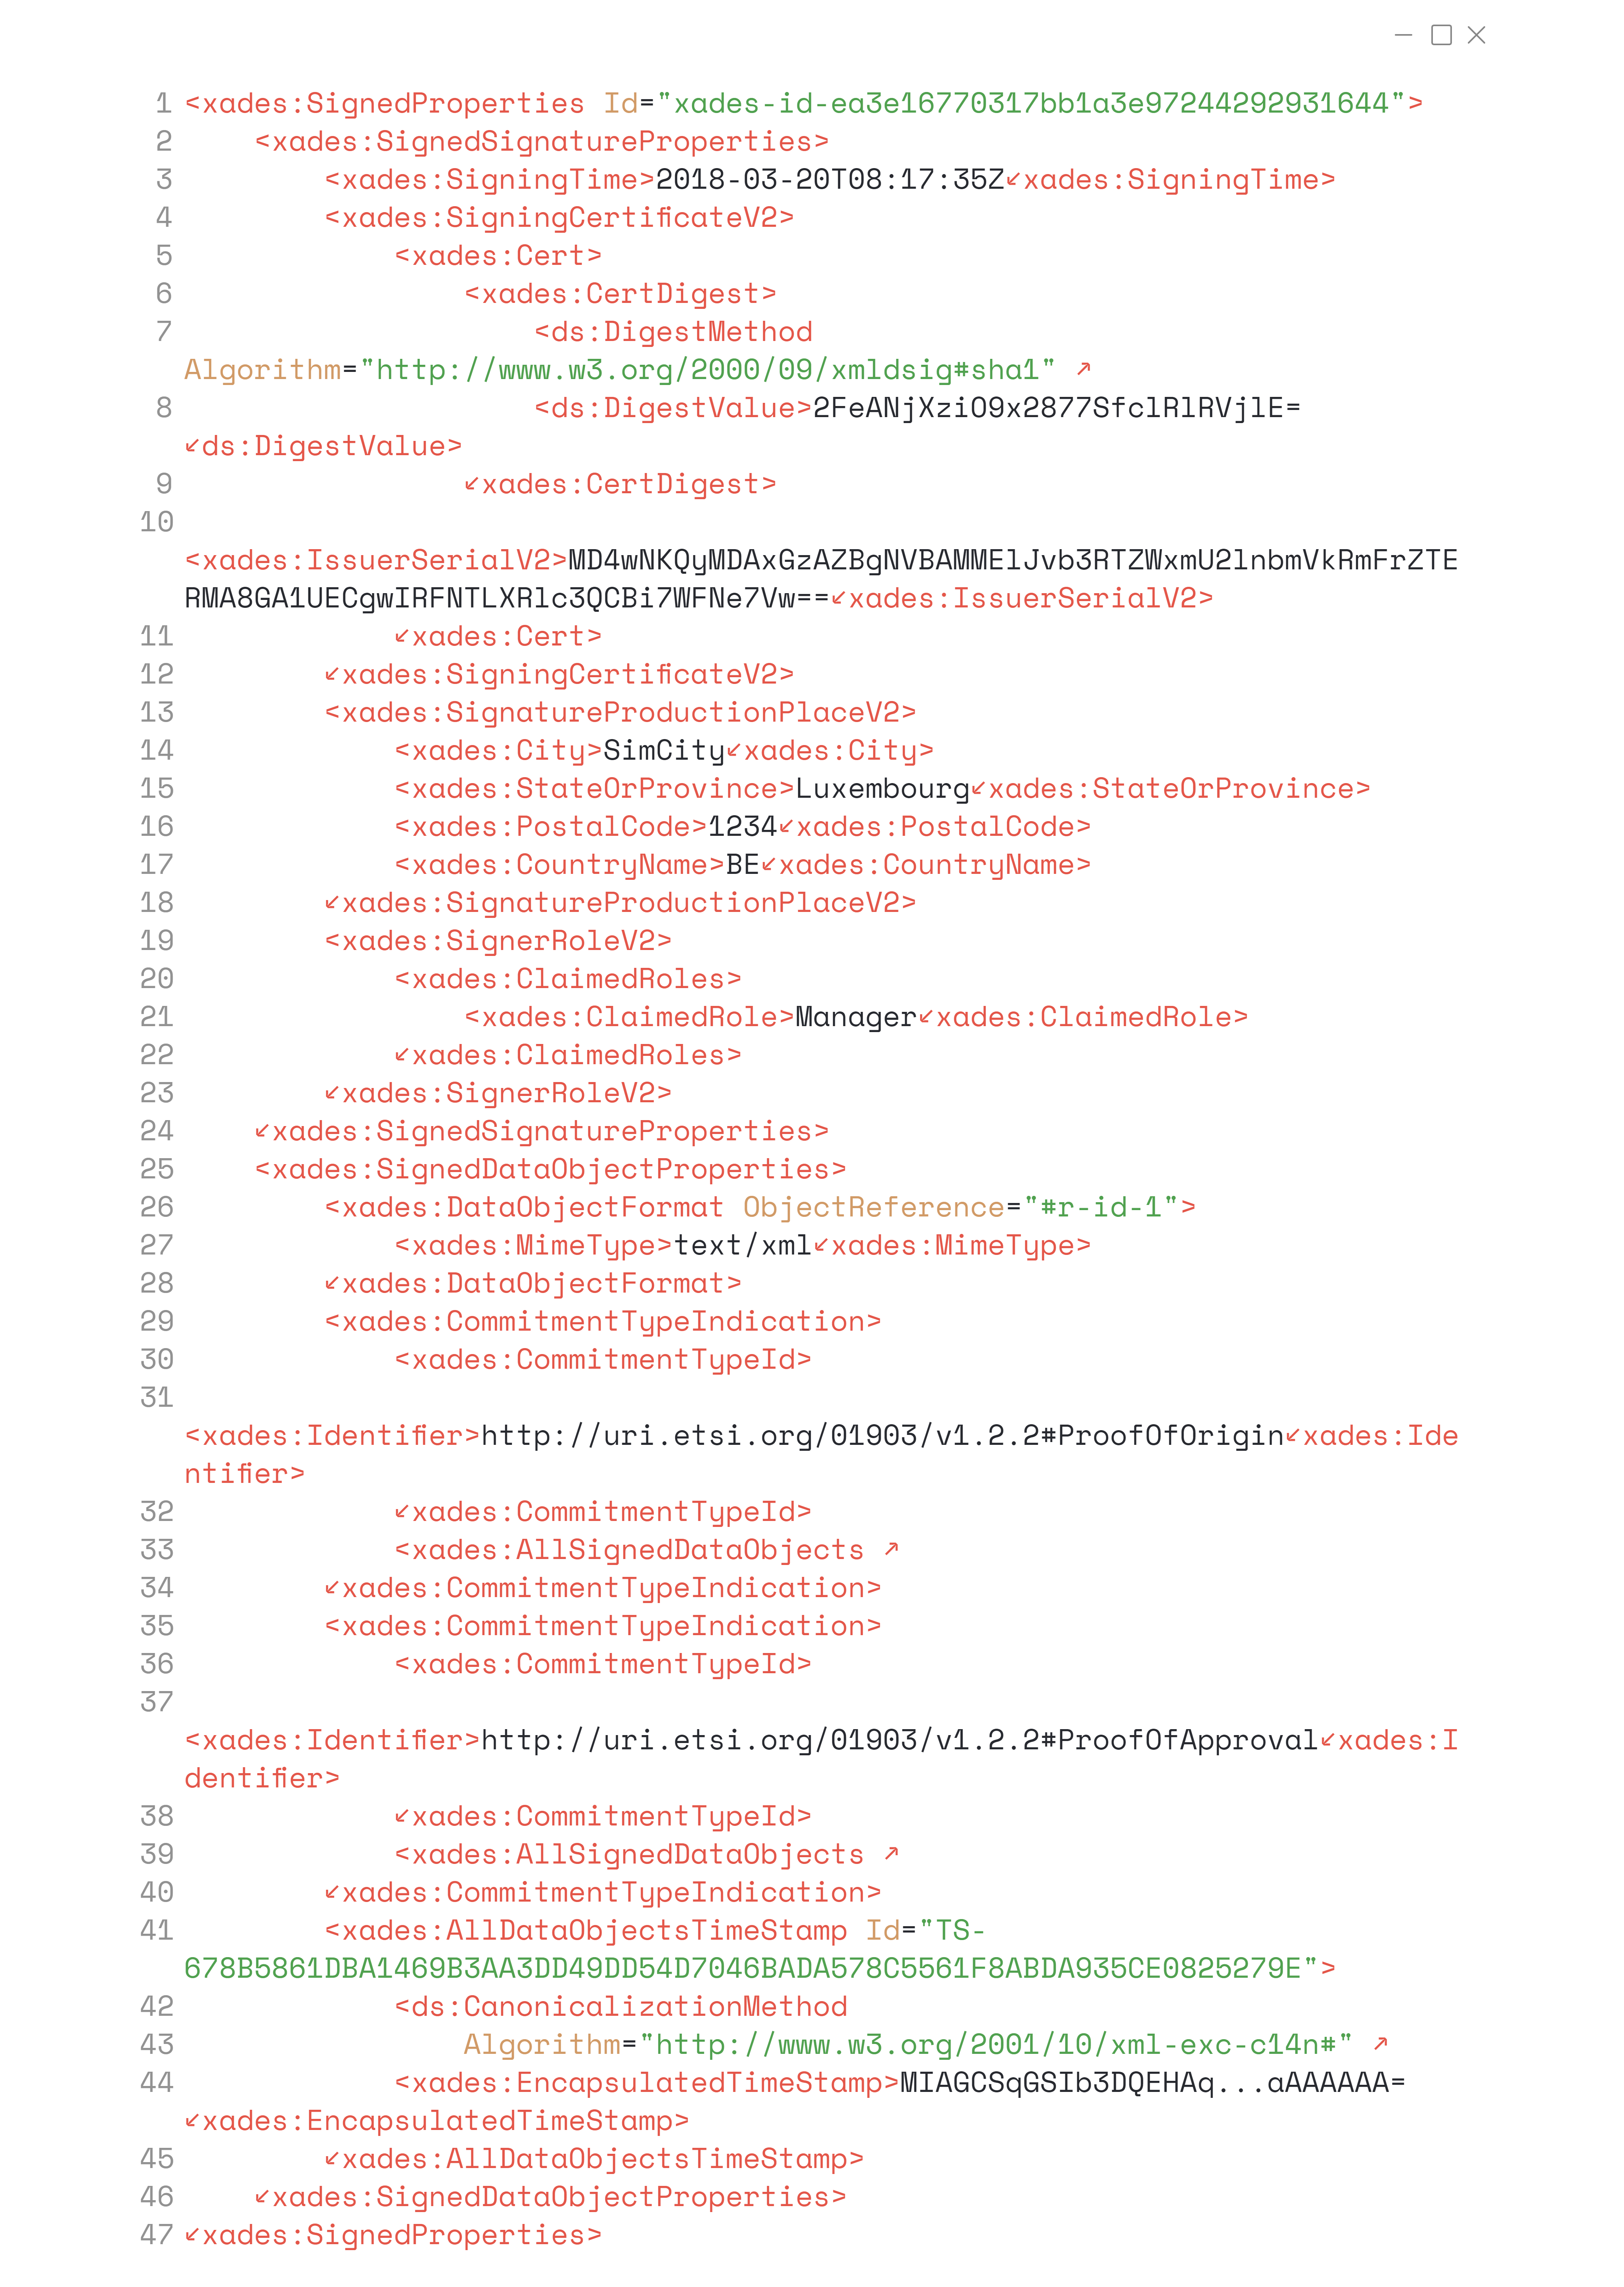 1 <xades:SignedProperties Id="xades-id-ea3e16770317bb1a3e97244292931644">
2 <xades:SignedSignatureProperties>
3 <xades:SigningTime>2018-03-20T08:17:35Z↙xades:SigningTime>
4 <xades:SigningCertificateV2>
5 <xades:Cert>
6 <xades:CertDigest>
7 <ds:DigestMethod
Algorithm="http://www.w3.org/2000/09/xmldsig#sha1" ↗
8 <ds:DigestValue>2FeANjXziO9x2877SfclRlRVjlE=
↙ds:DigestValue>
9 ↙xades:CertDigest>
10
<xades:IssuerSerialV2>MD4wNKQyMDAxGzAZBgNVBAMMElJvb3RTZWxmU2lnbmVkRmFrZTE
RMA8GA1UECgwIRFNTLXRlc3QCBi7WFNe7Vw==↙xades:IssuerSerialV2>
11 ↙xades:Cert>
12 ↙xades:SigningCertificateV2>
13 <xades:SignatureProductionPlaceV2>
14 <xades:City>SimCity↙xades:City>
15 <xades:StateOrProvince>Luxembourg↙xades:StateOrProvince>
16 <xades:PostalCode>1234↙xades:PostalCode>
17 <xades:CountryName>BE↙xades:CountryName>
18 ↙xades:SignatureProductionPlaceV2>
19 <xades:SignerRoleV2>
20 <xades:ClaimedRoles>
21 <xades:ClaimedRole>Manager↙xades:ClaimedRole>
22 ↙xades:ClaimedRoles>
23 ↙xades:SignerRoleV2>
24 ↙xades:SignedSignatureProperties>
25 <xades:SignedDataObjectProperties>
26 <xades:DataObjectFormat ObjectReference="#r-id-1">
27 <xades:MimeType>text/xml↙xades:MimeType>
28 ↙xades:DataObjectFormat>
29 <xades:CommitmentTypeIndication>
30 <xades:CommitmentTypeId>
31
<xades:Identifier>http://uri.etsi.org/01903/v1.2.2#ProofOfOrigin↙xades:Ide
ntifier>
32 ↙xades:CommitmentTypeId>
33 <xades:AllSignedDataObjects ↗
34 ↙xades:CommitmentTypeIndication>
35 <xades:CommitmentTypeIndication>
36 <xades:CommitmentTypeId>
37
<xades:Identifier>http://uri.etsi.org/01903/v1.2.2#ProofOfApproval↙xades:I
dentifier>
38 ↙xades:CommitmentTypeId>
39 <xades:AllSignedDataObjects ↗
40 ↙xades:CommitmentTypeIndication>
41 <xades:AllDataObjectsTimeStamp Id="TS-
678B5861DBA1469B3AA3DD49DD54D7046BADA578C5561F8ABDA935CE0825279E">
42 <ds:CanonicalizationMethod
43 Algorithm="http://www.w3.org/2001/10/xml-exc-c14n#" ↗
44 <xades:EncapsulatedTimeStamp>MIAGCSqGSIb3DQEHAq...aAAAAAA=
↙xades:EncapsulatedTimeStamp>
45 ↙xades:AllDataObjectsTimeStamp>
46 ↙xades:SignedDataObjectProperties>
47 ↙xades:SignedProperties>